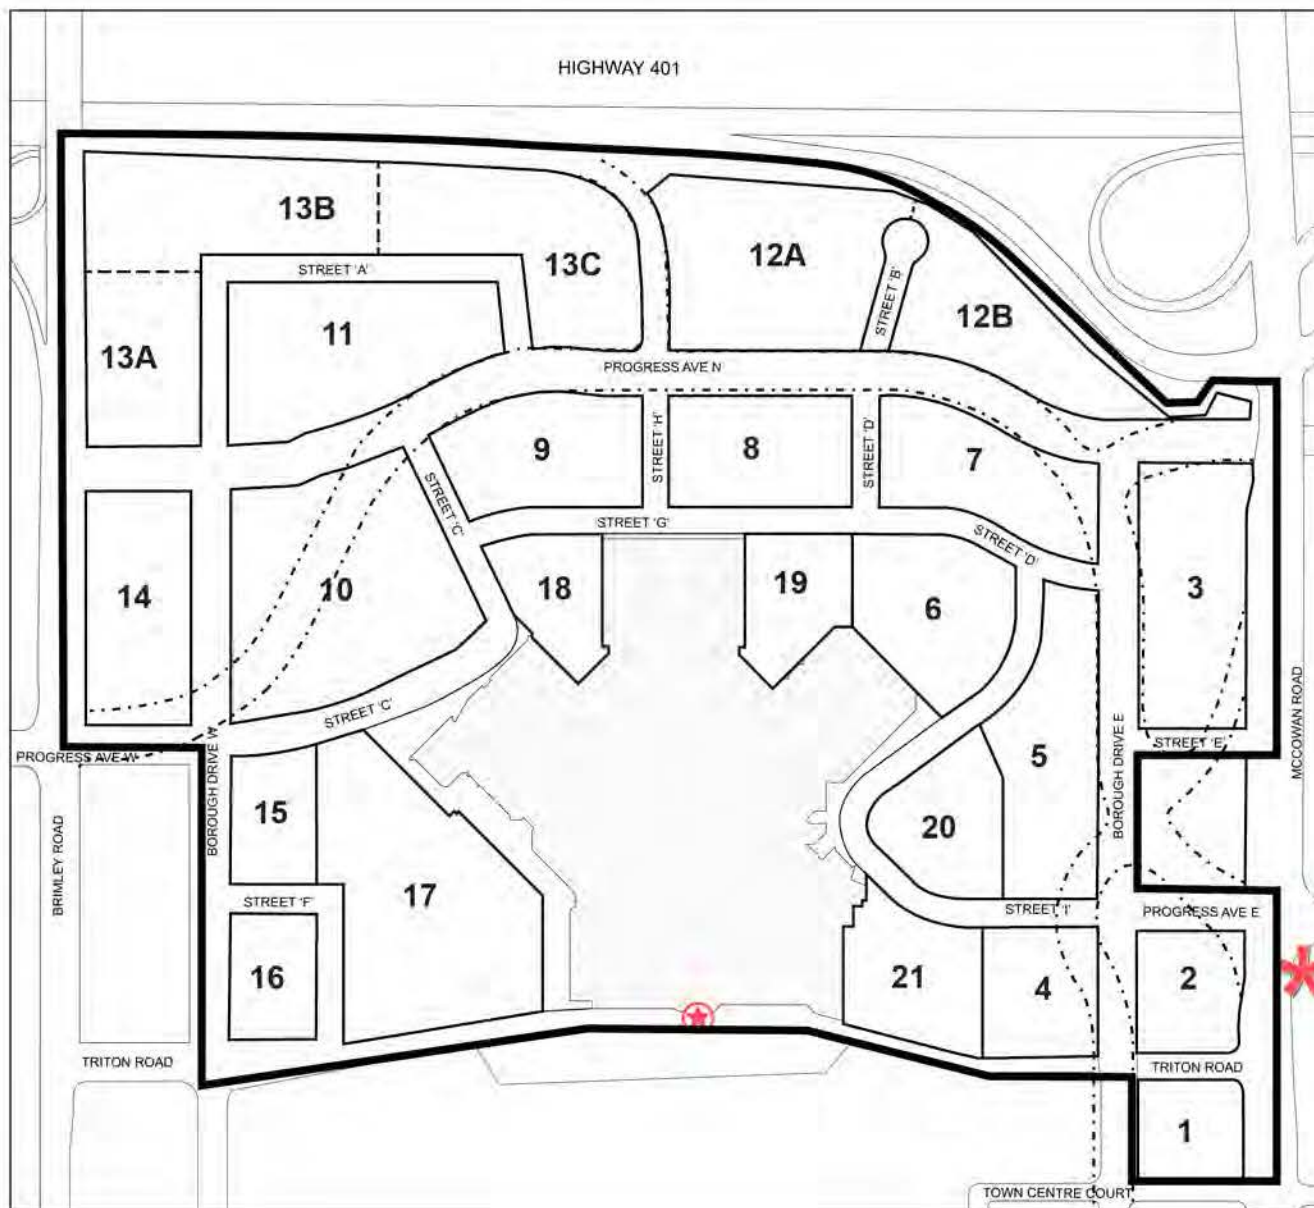 HIGHWAY 401
13B
13C
12A
STREET 'A'
STREET 'B'
11
12B
13A
PROGRESS AVE N
9
STREET 'H'
8
STREET 'D'
7
STREET 'C'
STREET 'G'
STREET 'D'
14
10
18
19
6
3
STREET 'C'
BOROUGH DRIVE W
BOROUGH DRIVE E
STREET 'E'
MCCOWAN ROAD
PROGRESS AVE W
5
15
20
BRIMLEY ROAD
17
STREET 'F'
STREET 'I'
PROGRESS AVE E
16
21
4
2
TRITON ROAD
TRITON ROAD
1
TOWN CENTRE COURT